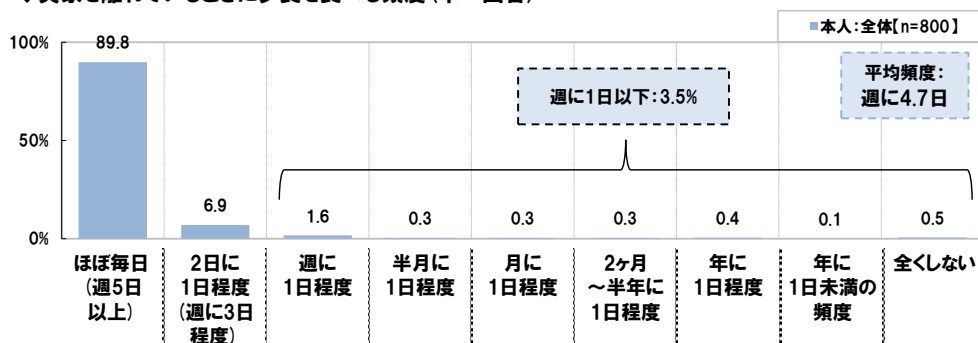 ■本人:全体【n=800】
100%
50%
0%
平均頻度:
週に4.7日
週に1日以下:3.5%
89.8
6.9
1.6
0.3
0.3
0.3
0.4
0.1
0.5
ほぼ毎日
(週5日
以上)
2日に
1日程度
(週に3日
程度)
週に
1日程度
半月に
1日程度
月に
1日程度
2ヶ月
～半年に
1日程度
年に
1日程度
年に
1日未満の
頻度
全くしない